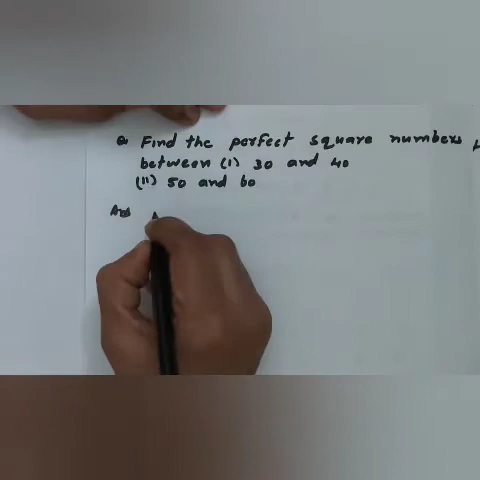 Q Find the perfect square numbers
between (I) 30 and 40
(II) 50 and 60
Ans